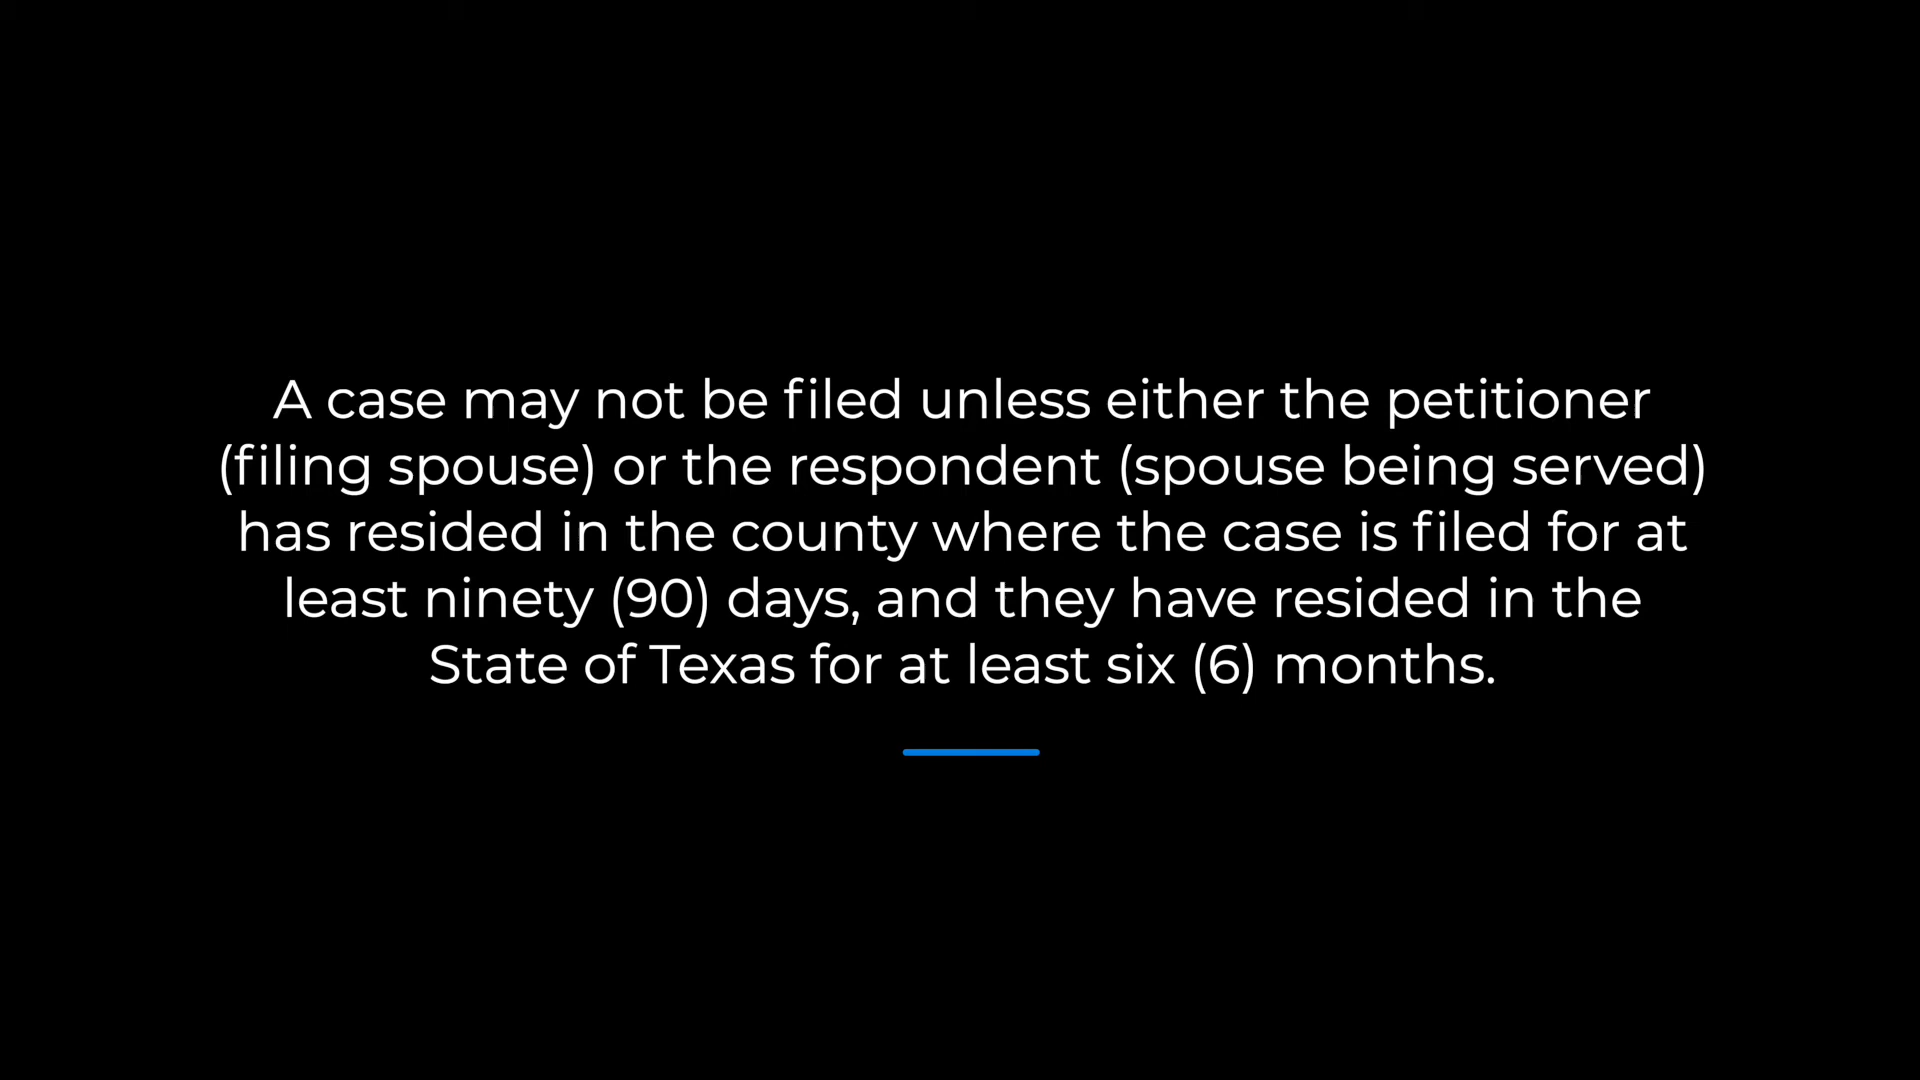 A case may not be filed unless either the petitioner
(filing spouse) or the respondent (spouse being served)
has resided in the county where the case is filed for at
least ninety (90) days, and they have resided in the
State of Texas for at least six (6) months.